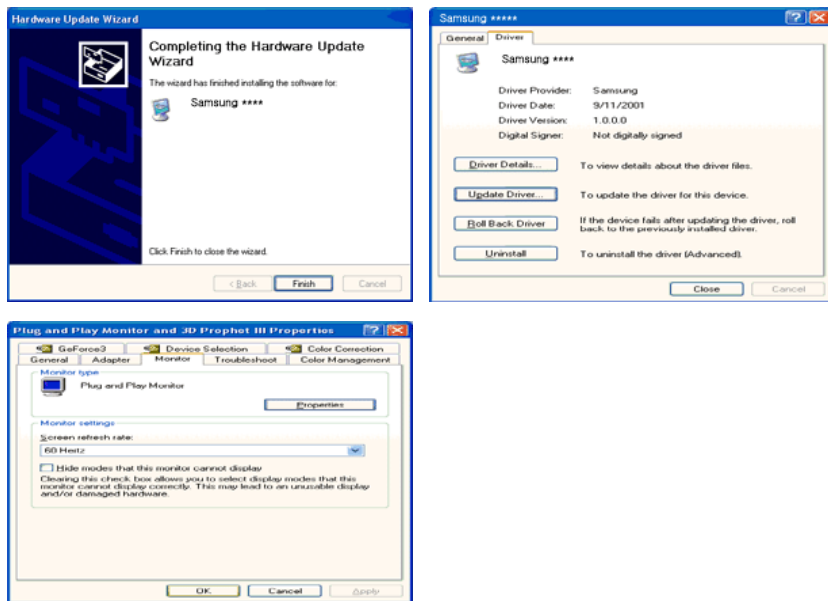 Hardware Update Wizard
Completing the Hardware Update
Wizard
The wizard has finished installing the software for:
Samsung ****
Click Finish to close the wizard.
< Back
Finish
Cancel
Samsung *****
General
Driver
Samsung ****
Driver Provider: Samsung
Driver Date: 9/11/2001
Driver Version: 1.0.0.0
Digital Signer: Not digitally signed
Driver Details... To view details about the driver files.
Update Driver... To update the driver for this device.
Roll Back Driver If the device fails after updating the driver, roll
back to the previously installed driver.
Uninstall To uninstall the driver (Advanced).
Close
Cancel
Plug and Play Monitor and 3D Prophet III Properties
GeForce3
Device Selection
Color Correction
General
Adapter
Monitor
Troubleshoot
Color Management
Monitor type
Plug and Play Monitor
Properties
Monitor settings
Screen refresh rate:
60 Hertz
Hide modes that this monitor cannot display
Clearing this check box allows you to select display modes that this
monitor cannot display correctly. This may lead to an unusable display
and/or damaged hardware.
OK
Cancel
Apply